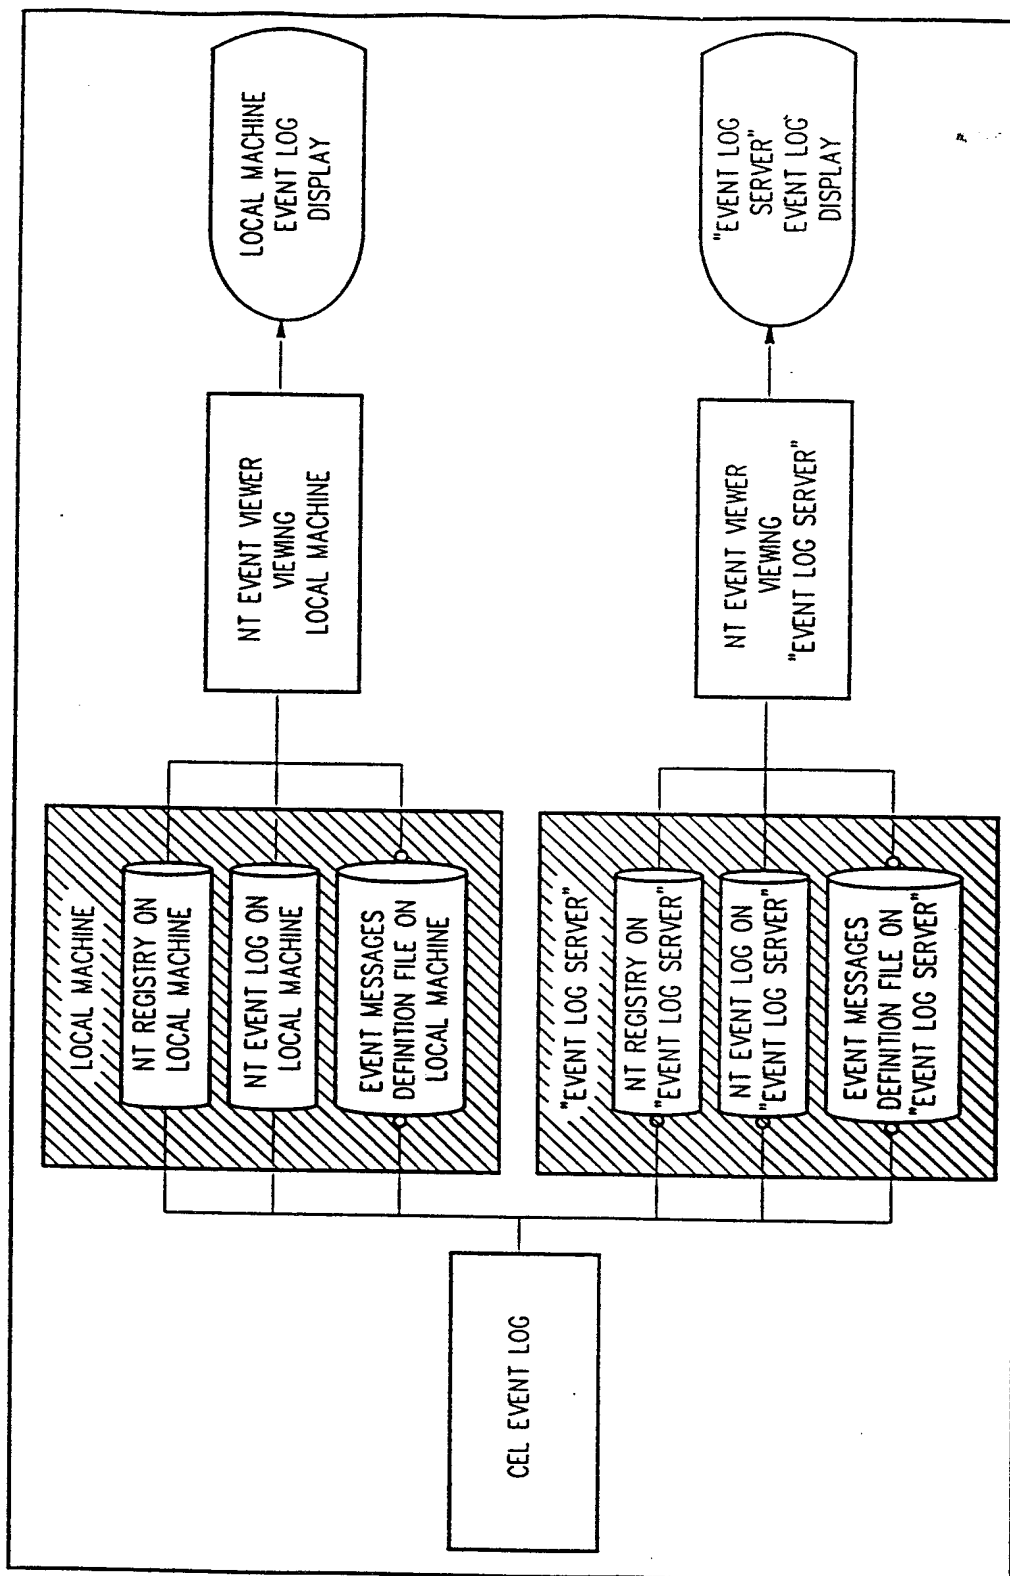 CEL EVENT LOG
LOCAL MACHINE
NT REGISTRY ON
LOCAL MACHINE
NT EVENT LOG ON
LOCAL MACHINE
EVENT MESSAGES
DEFINITION FILE ON
LOCAL MACHINE
NT EVENT VIEWER
VIEWING
LOCAL MACHINE
LOCAL MACHINE
EVENT LOG
DISPLAY
"EVENT LOG SERVER"
NT REGISTRY ON
"EVENT LOG SERVER"
NT EVENT LOG ON
"EVENT LOG SERVER"
EVENT MESSAGES
DEFINITION FILE ON
"EVENT LOG SERVER"
NT EVENT VIEWER
VIEWING
"EVENT LOG SERVER"
"EVENT LOG
SERVER"
EVENT LOG
DISPLAY